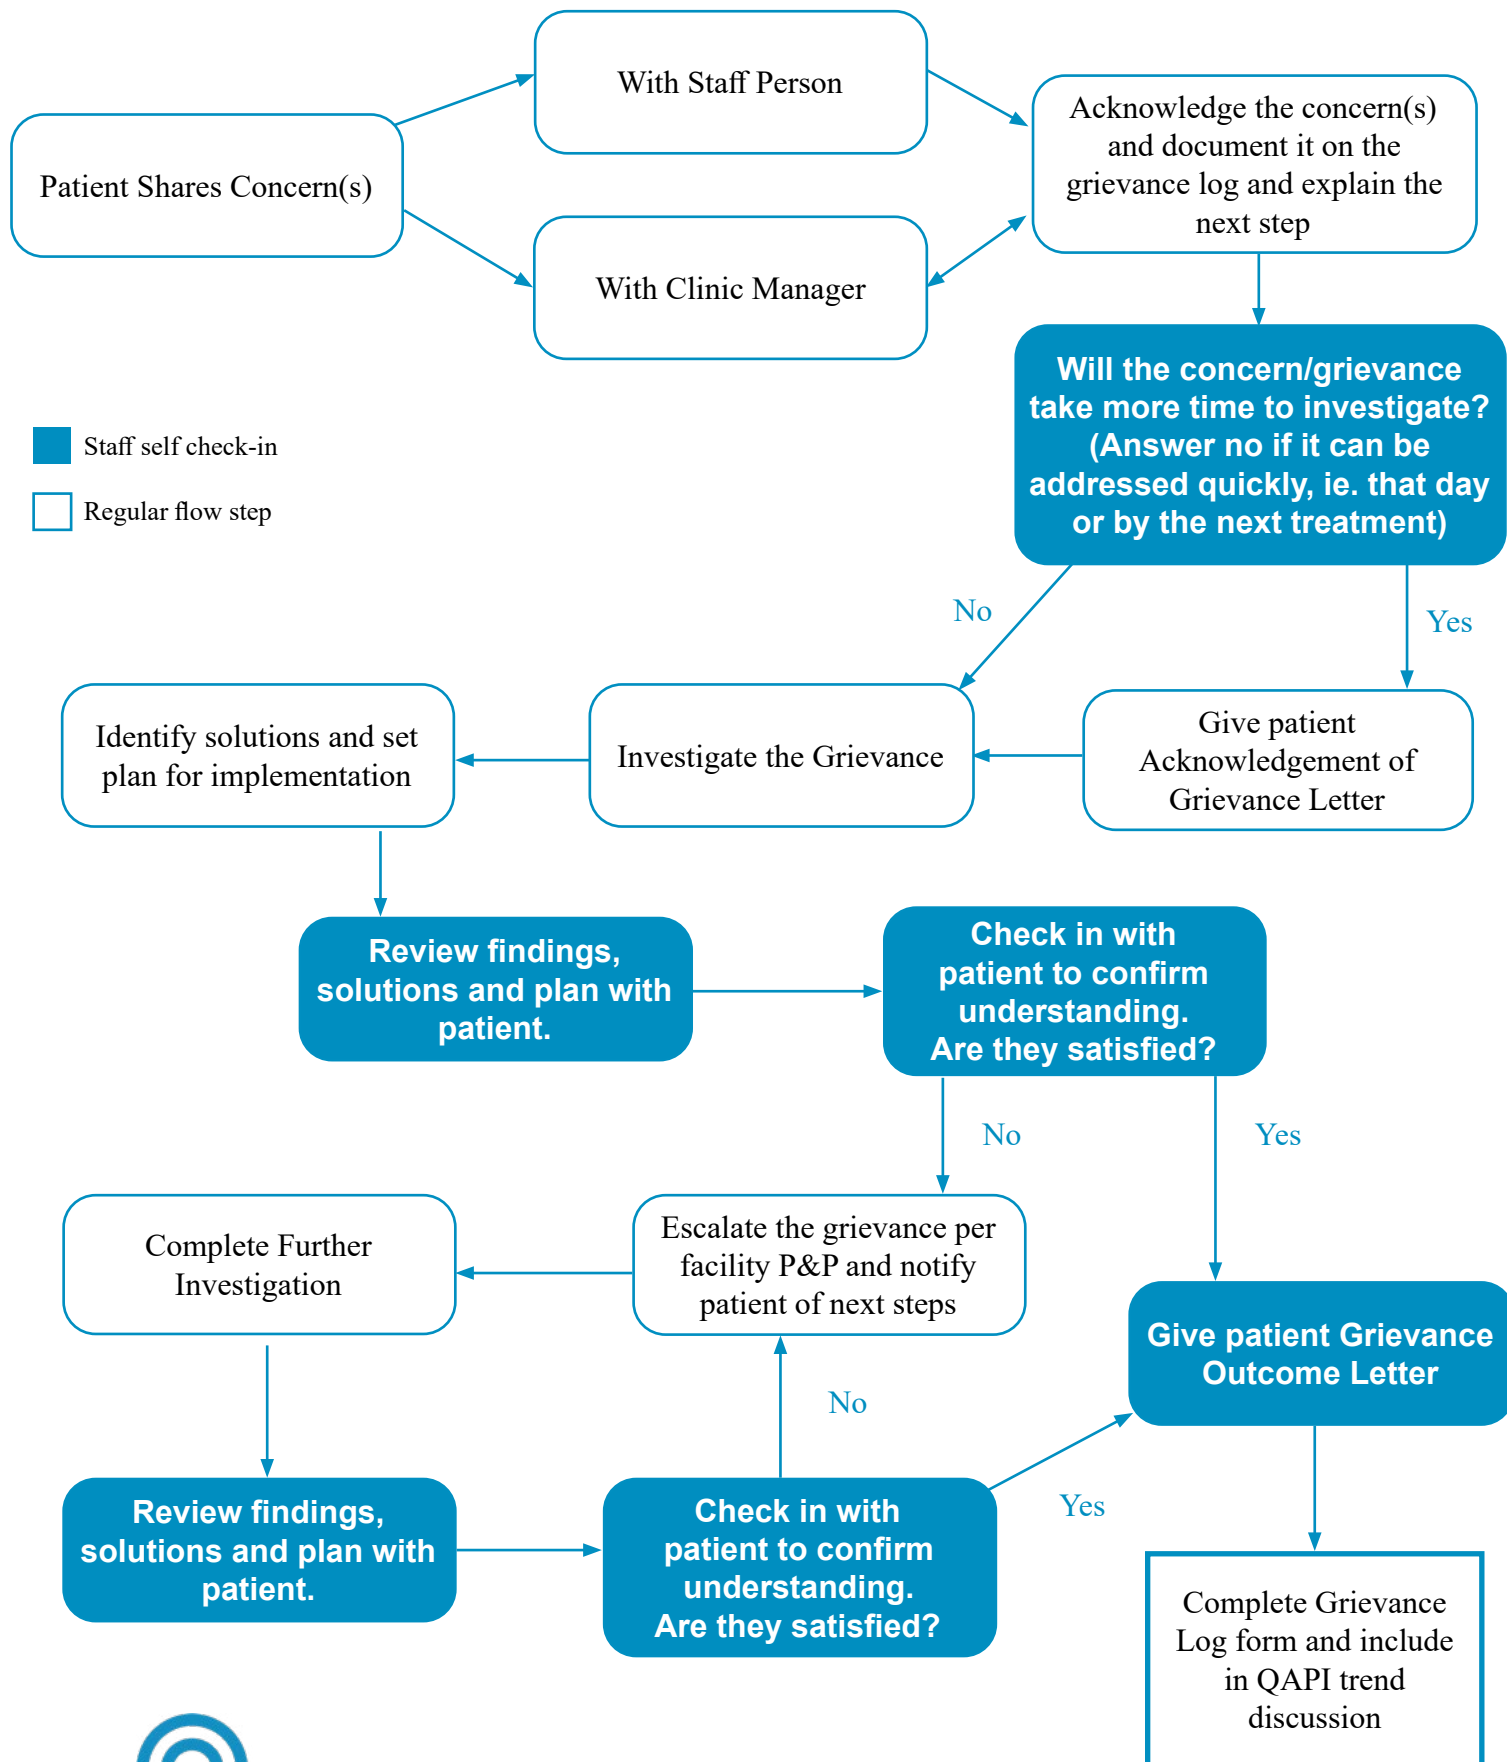 With Staff Person
Patient Shares Concern(s)
With Clinic Manager
Acknowledge the concern(s)
and document it on the
grievance log and explain the
next step
Staff self check-in
Regular flow step
Will the concern/grievance
take more time to investigate?
(Answer no if it can be
addressed quickly, ie. that day
or by the next treatment)
No
Yes
Identify solutions and set
plan for implementation
Investigate the Grievance
Give patient
Acknowledgement of
Grievance Letter
Review findings,
solutions and plan with
patient.
Check in with
patient to confirm
understanding.
Are they satisfied?
No
Yes
Complete Further
Investigation
Escalate the grievance per
facility P&P and notify
patient of next steps
Give patient Grievance
Outcome Letter
No
Yes
Review findings,
solutions and plan with
patient.
Check in with
patient to confirm
understanding.
Are they satisfied?
Complete Grievance
Log form and include
in QAPI trend
discussion